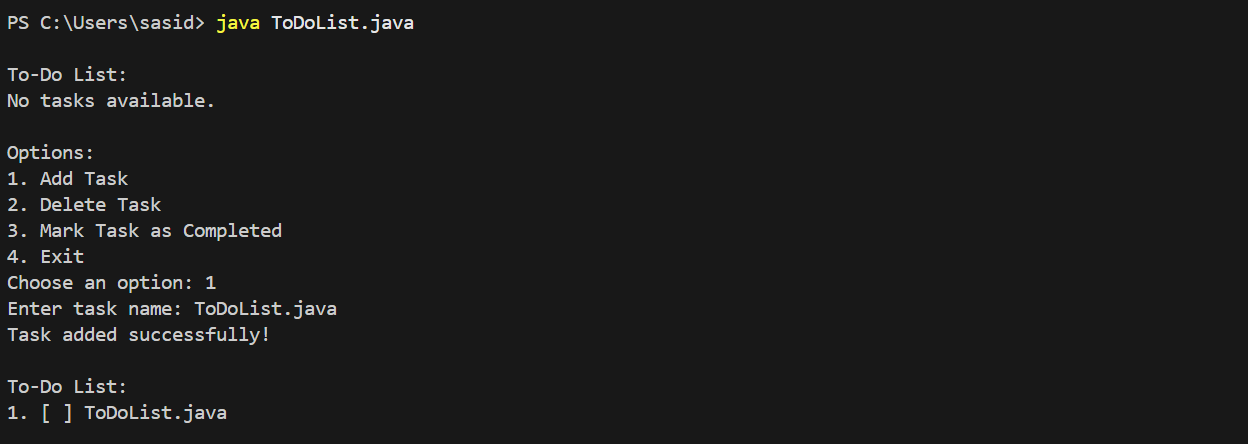 PS C:\Users\sasid> java ToDoList.java
To-Do List:
No tasks available.
Options:
1. Add Task
2. Delete Task
3. Mark Task as Completed
4. Exit
Choose an option: 1
Enter task name: ToDoList.java
Task added successfully!
To-Do List:
1. [ ] ToDoList.java